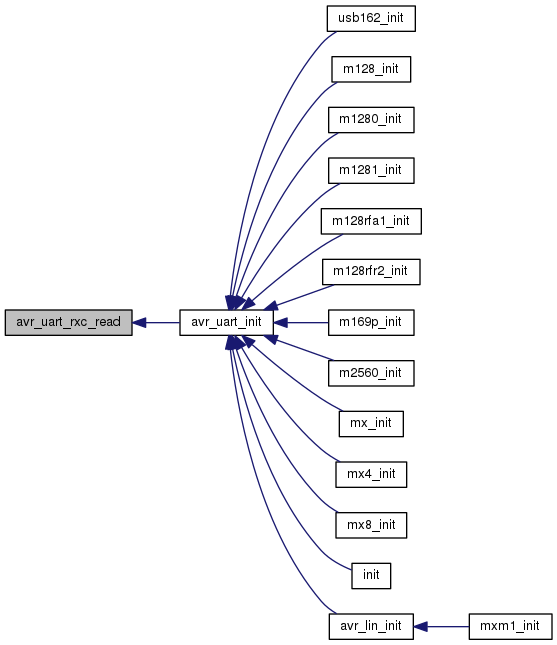 usb162_init
m128_init
m1280_init
m1281_init
m128rfa1_init
m128rfr2_init
avr_uart_rxc_read
avr_uart_init
m169p_init
m2560_init
mx_init
mx4_init
mx8_init
init
avr_lin_init
mxm1_init